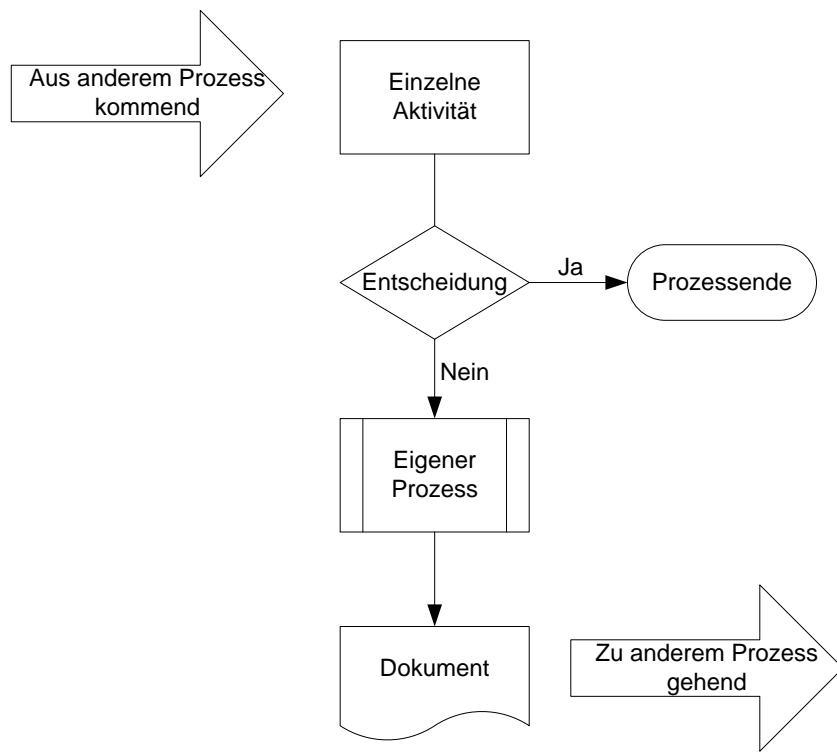 Aus anderem Prozess
kommend
Einzelne
Aktivität
Entscheidung
Ja
Prozessende
Nein
Eigener
Prozess
Dokument
Zu anderem Prozess
gehend